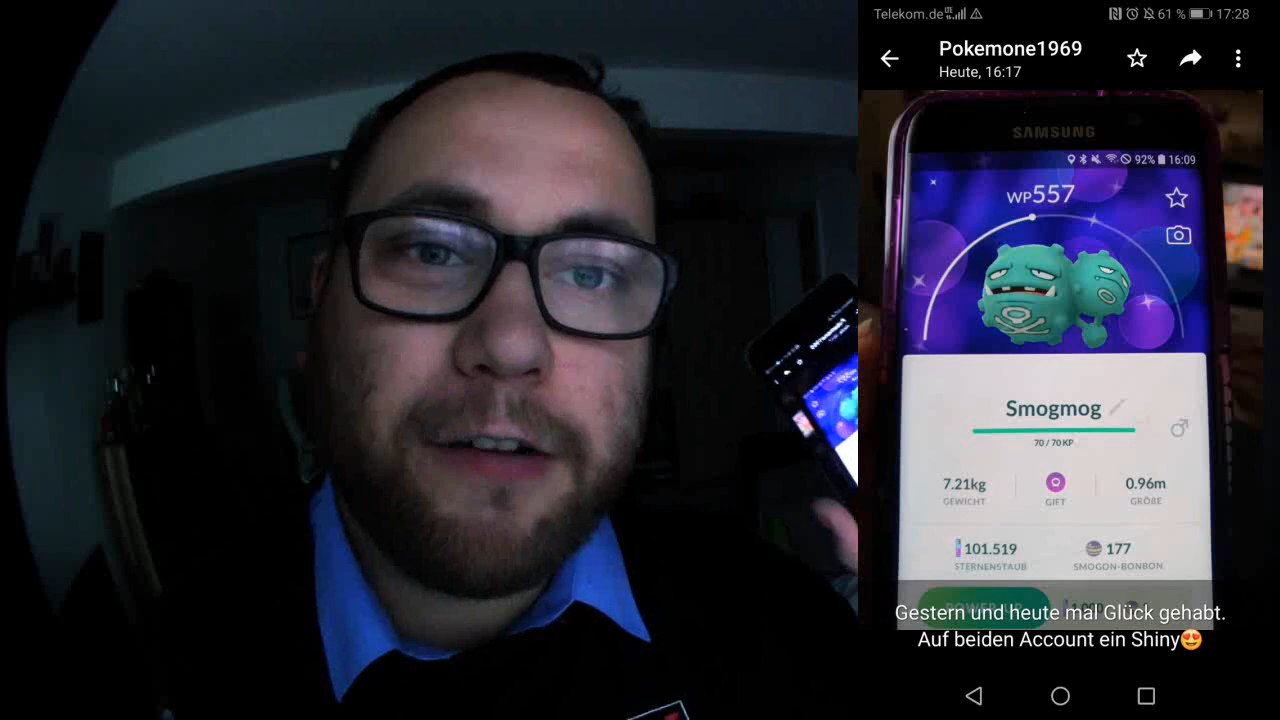 Telekom.de 61 % 17:28
Pokemone1969
Heute, 16:17
SAMSUNG
92% 16:09
WP557
Smogmog
70 / 70 KP
7.21kg 0.96m
GEWICHT GIFT GRÖßE
101.519 177
STERNENSTAUB SMOGON-BONBON
POWER-UP
Gestern und heute mal Glück gehabt.
Auf beiden Account ein Shiny😍